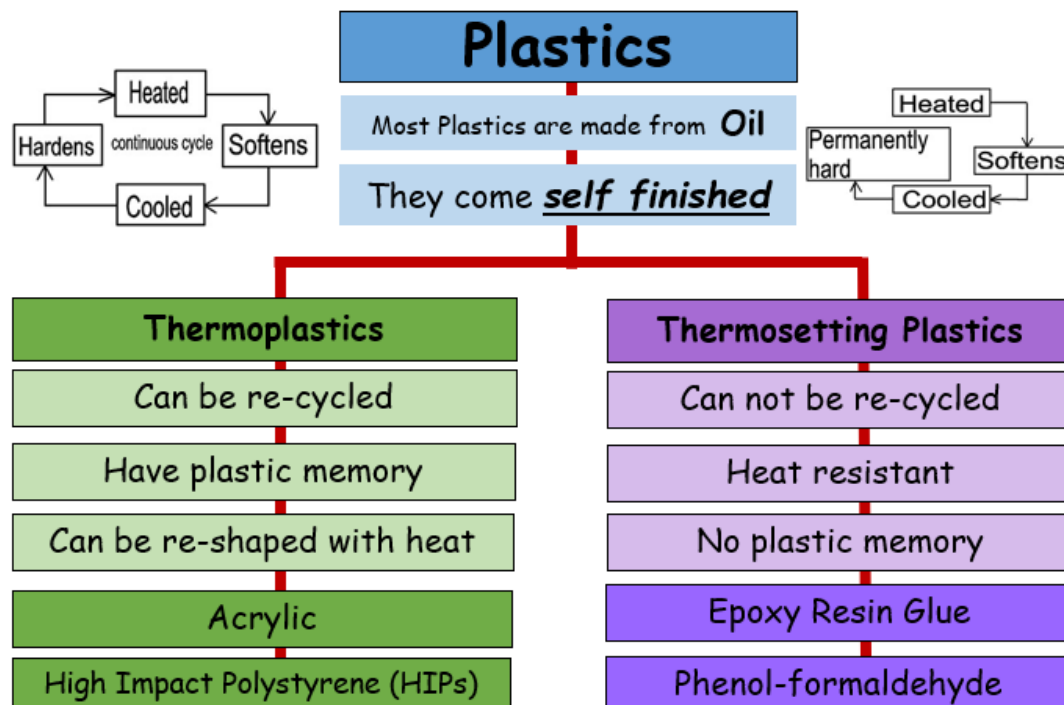 Plastics
Most Plastics are made from Oil
They come self finished
Heated
Hardens
continuous cycle
Softens
Cooled
Heated
Permanently
hard
Softens
Cooled
Thermoplastics
Can be re-cycled
Have plastic memory
Can be re-shaped with heat
Acrylic
High Impact Polystyrene (HIPs)
Thermosetting Plastics
Can not be re-cycled
Heat resistant
No plastic memory
Epoxy Resin Glue
Phenol-formaldehyde